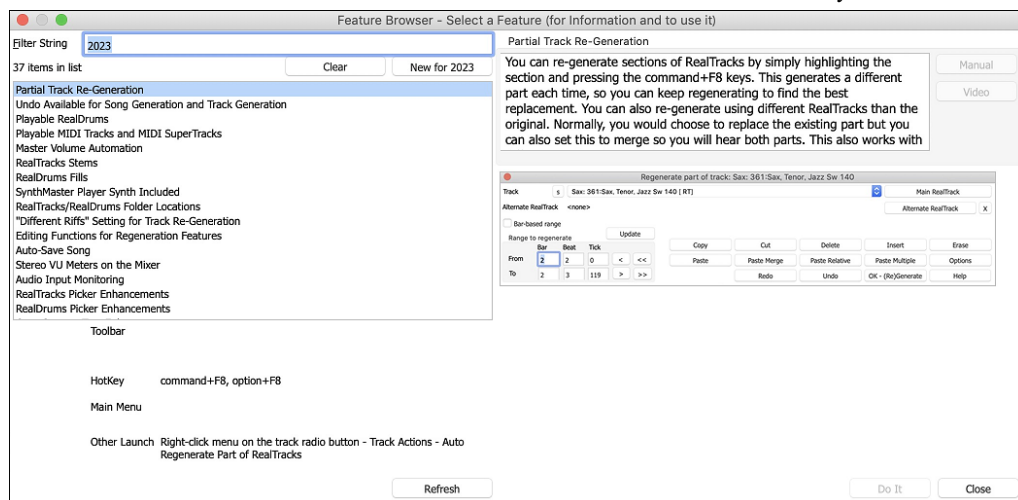 Feature Browser - Select a Feature (for Information and to use it)
Filter String 2023
37 items in list Clear New for 2023
Partial Track Re-Generation
Undo Available for Song Generation and Track Generation
Playable RealDrums
Playable MIDI Tracks and MIDI SuperTracks
Master Volume Automation
RealTracks Stems
RealDrums Fills
SynthMaster Player Synth Included
RealTracks/RealDrums Folder Locations
"Different Riffs" Setting for Track Re-Generation
Editing Functions for Regeneration Features
Auto-Save Song
Stereo VU Meters on the Mixer
Audio Input Monitoring
RealTracks Picker Enhancements
RealDrums Picker Enhancements
Toolbar
HotKey command+F8, option+F8
Main Menu
Other Launch Right-click menu on the track radio button - Track Actions - Auto
Regenerate Part of RealTracks
Refresh
Partial Track Re-Generation
You can re-generate sections of RealTracks by simply highlighting the
section and pressing the command+F8 keys. This generates a different
part each time, so you can keep regenerating to find the best
replacement. You can also re-generate using different RealTracks than the
original. Normally, you would choose to replace the existing part but you
can also set this to merge so you will hear both parts. This also works with
Manual
Video
Regenerate part of track: Sax: 361:Sax, Tenor, Jazz Sw 140
Track s Sax: 361:Sax, Tenor, Jazz Sw 140 [ RT] Main RealTrack
Alternate RealTrack <none> Alternate RealTrack X
Bar-based range
Range to regenerate Update
Bar Beat Tick Copy Cut Delete Insert Erase
From 2 2 0 < << Paste Paste Merge Paste Relative Paste Multiple Options
To 2 3 119 > >> Redo Undo OK - (Re)Generate Help
Do It Close